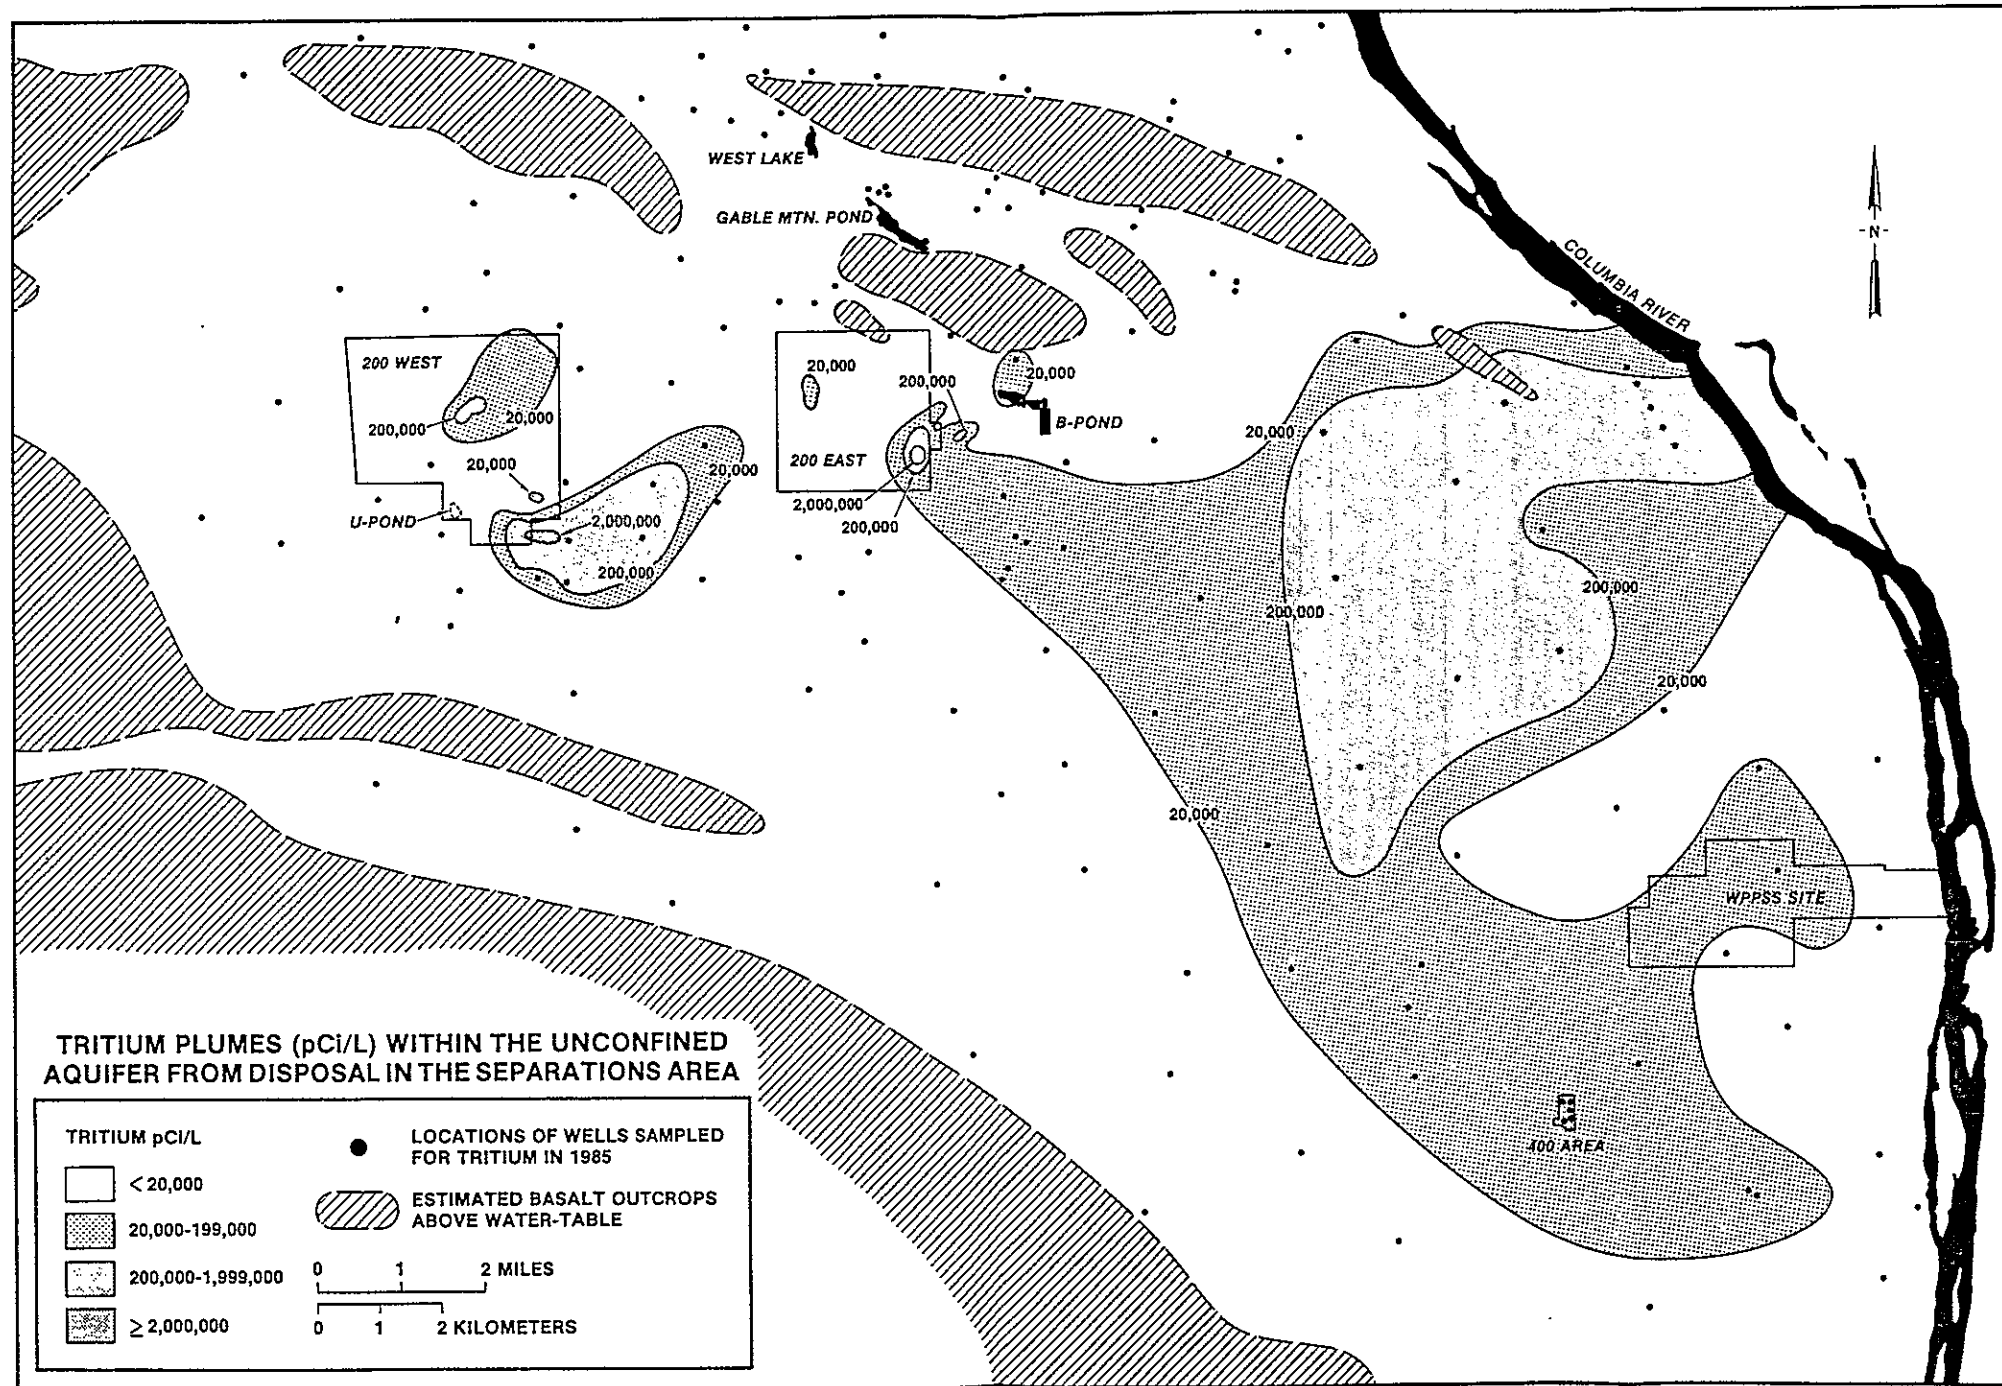 WEST LAKE
GABLE MTN. POND
COLUMBIA RIVER
-N-
200 WEST
20,000
200,000
20,000
20,000
U-POND
2,000,000
200,000
20,000
20,000
200,000
20,000
B-POND
200 EAST
2,000,000
200,000
20,000
200,000
200,000
20,000
20,000
WPPSS SITE
400 AREA
TRITIUM PLUMES (pCi/L) WITHIN THE UNCONFINED
AQUIFER FROM DISPOSAL IN THE SEPARATIONS AREA
TRITIUM pCi/L
< 20,000
20,000-199,000
200,000-1,999,000
≥ 2,000,000
LOCATIONS OF WELLS SAMPLED
FOR TRITIUM IN 1985
ESTIMATED BASALT OUTCROPS
ABOVE WATER-TABLE
0 1 2 MILES
0 1 2 KILOMETERS